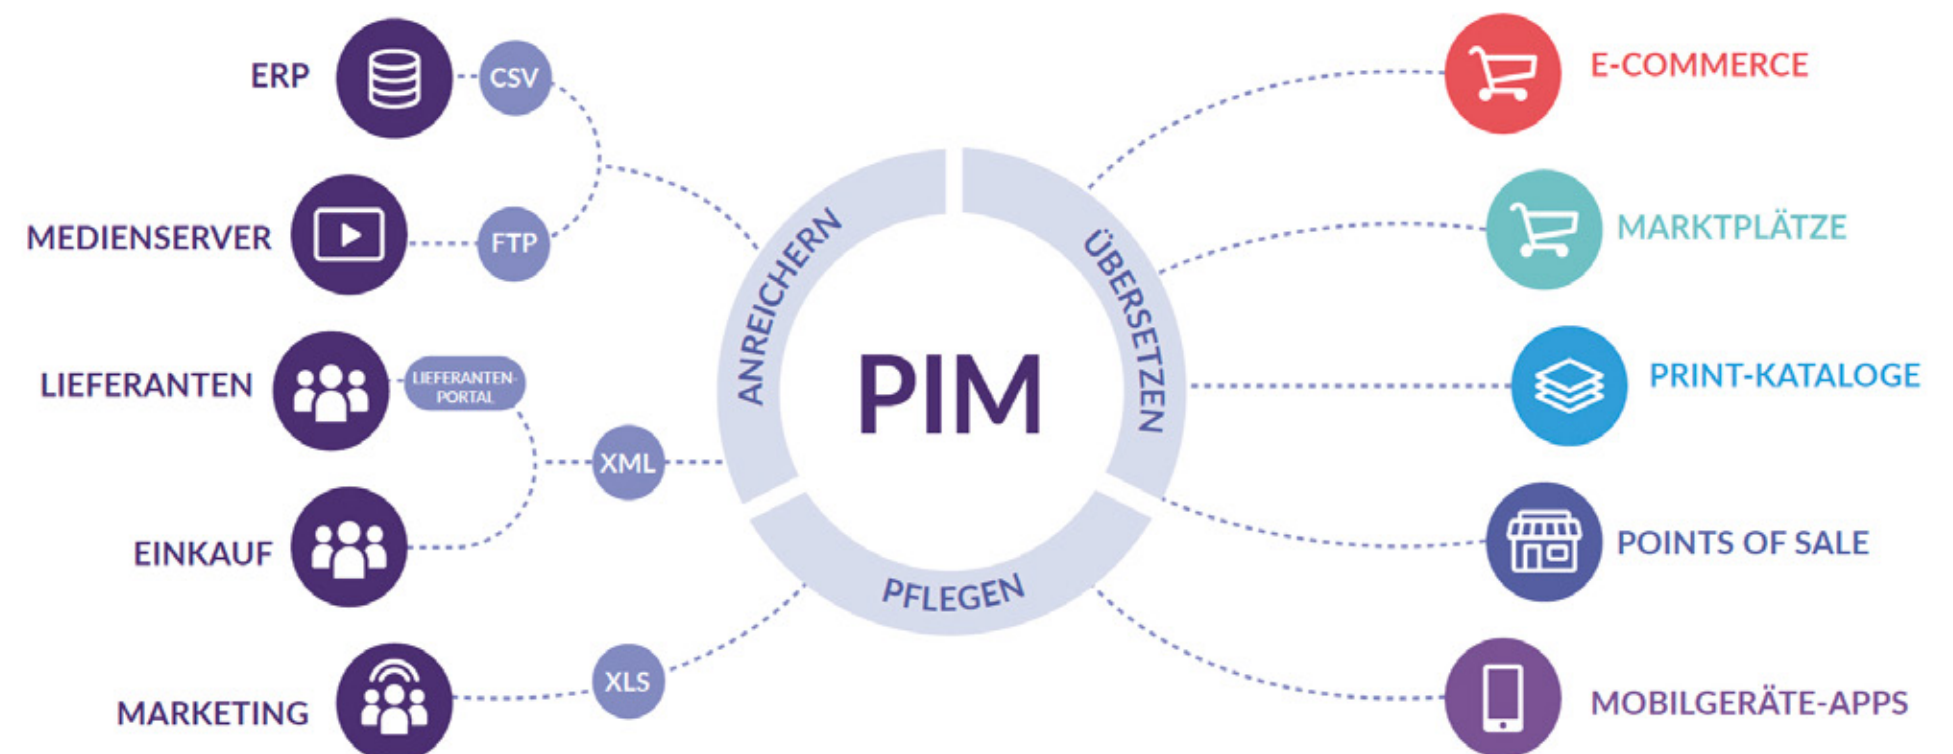 ERP
CSV
MEDIENSERVER
FTP
LIEFERANTEN
LIEFERANTEN-
PORTAL
XML
EINKAUF
MARKETING
XLS
ANREICHERN
ÜBERSETZEN
PIM
PFLEGEN
E-COMMERCE
MARKTPLÄTZE
PRINT-KATALOGE
POINTS OF SALE
MOBILGERÄTE-APPS